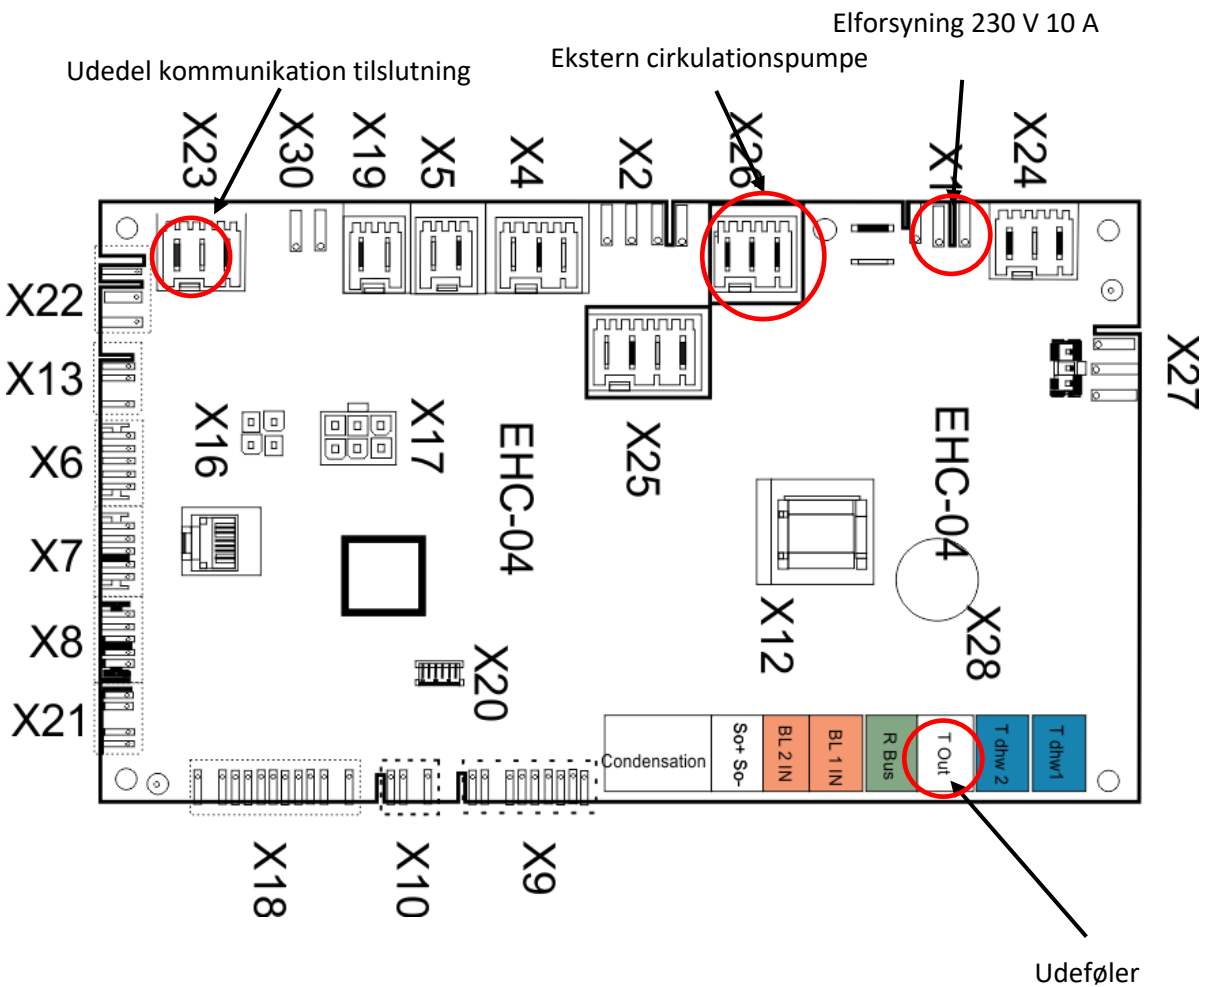 Elforsyning 230 V 10 A
Ekstern cirkulationspumpe
Udedel kommunikation tilslutning
X23
X30
X19
X5
X4
X2
X26
X1
X24
X22
X13
X6
X7
X8
X21
X16
X17
EHC-04
X25
EHC-04
X27
X12
X28
X20
Condensation
So+ So-
BL 2 IN
BL 1 IN
R Bus
T Out
T dhw 2
T dhw1
X18
X10
X9
Udeføler